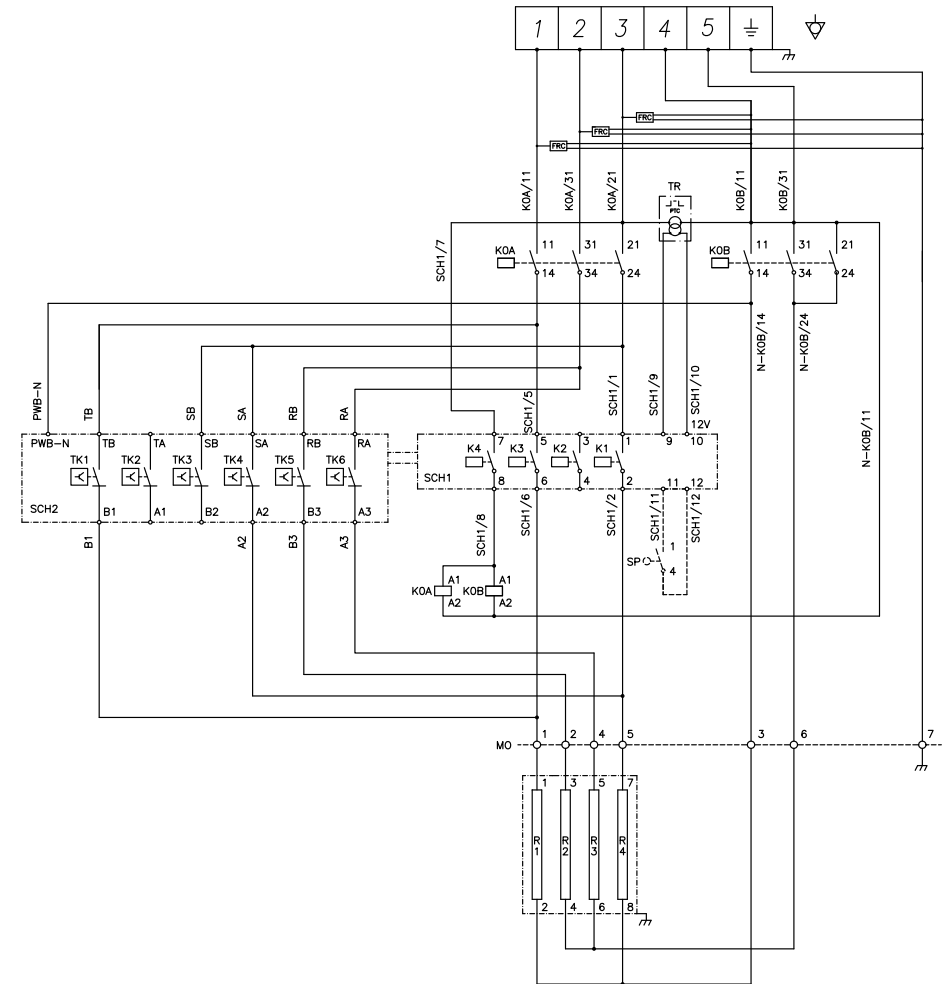 1 2 3 4 5
FRC
FRC
FRC
TR
PTC
K0A/11
K0A/31
K0A/21
K0B/11
K0B/31
SCH1/7
K0A
11 31 21
14 34 24
K0B
11 31 21
14 34 24
N-K0B/14
N-K0B/24
N-K0B/11
PWB-N
TB
SB
SA
RB
RA
SCH1/5
SCH1/1
SCH1/9
SCH1/10
12V
PWB-N TB TA SB SA RB RA
7 5 3 1 9 10
TK1 TK2 TK3 TK4 TK5 TK6
K4 K3 K2 K1
SCH2
B1 A1 B2 A2 B3 A3
SCH1
8 6 4 2 11 12
B1
A2
B3
A3
SCH1/8
SCH1/6
SCH1/2
SCH1/11
SCH1/12
SP
1
4
K0A
A1
A2
K0B
A1
A2
MO
1 2 4 5 3 6 7
1 3 5 7
R1
R2
R3
R4
2 4 6 8